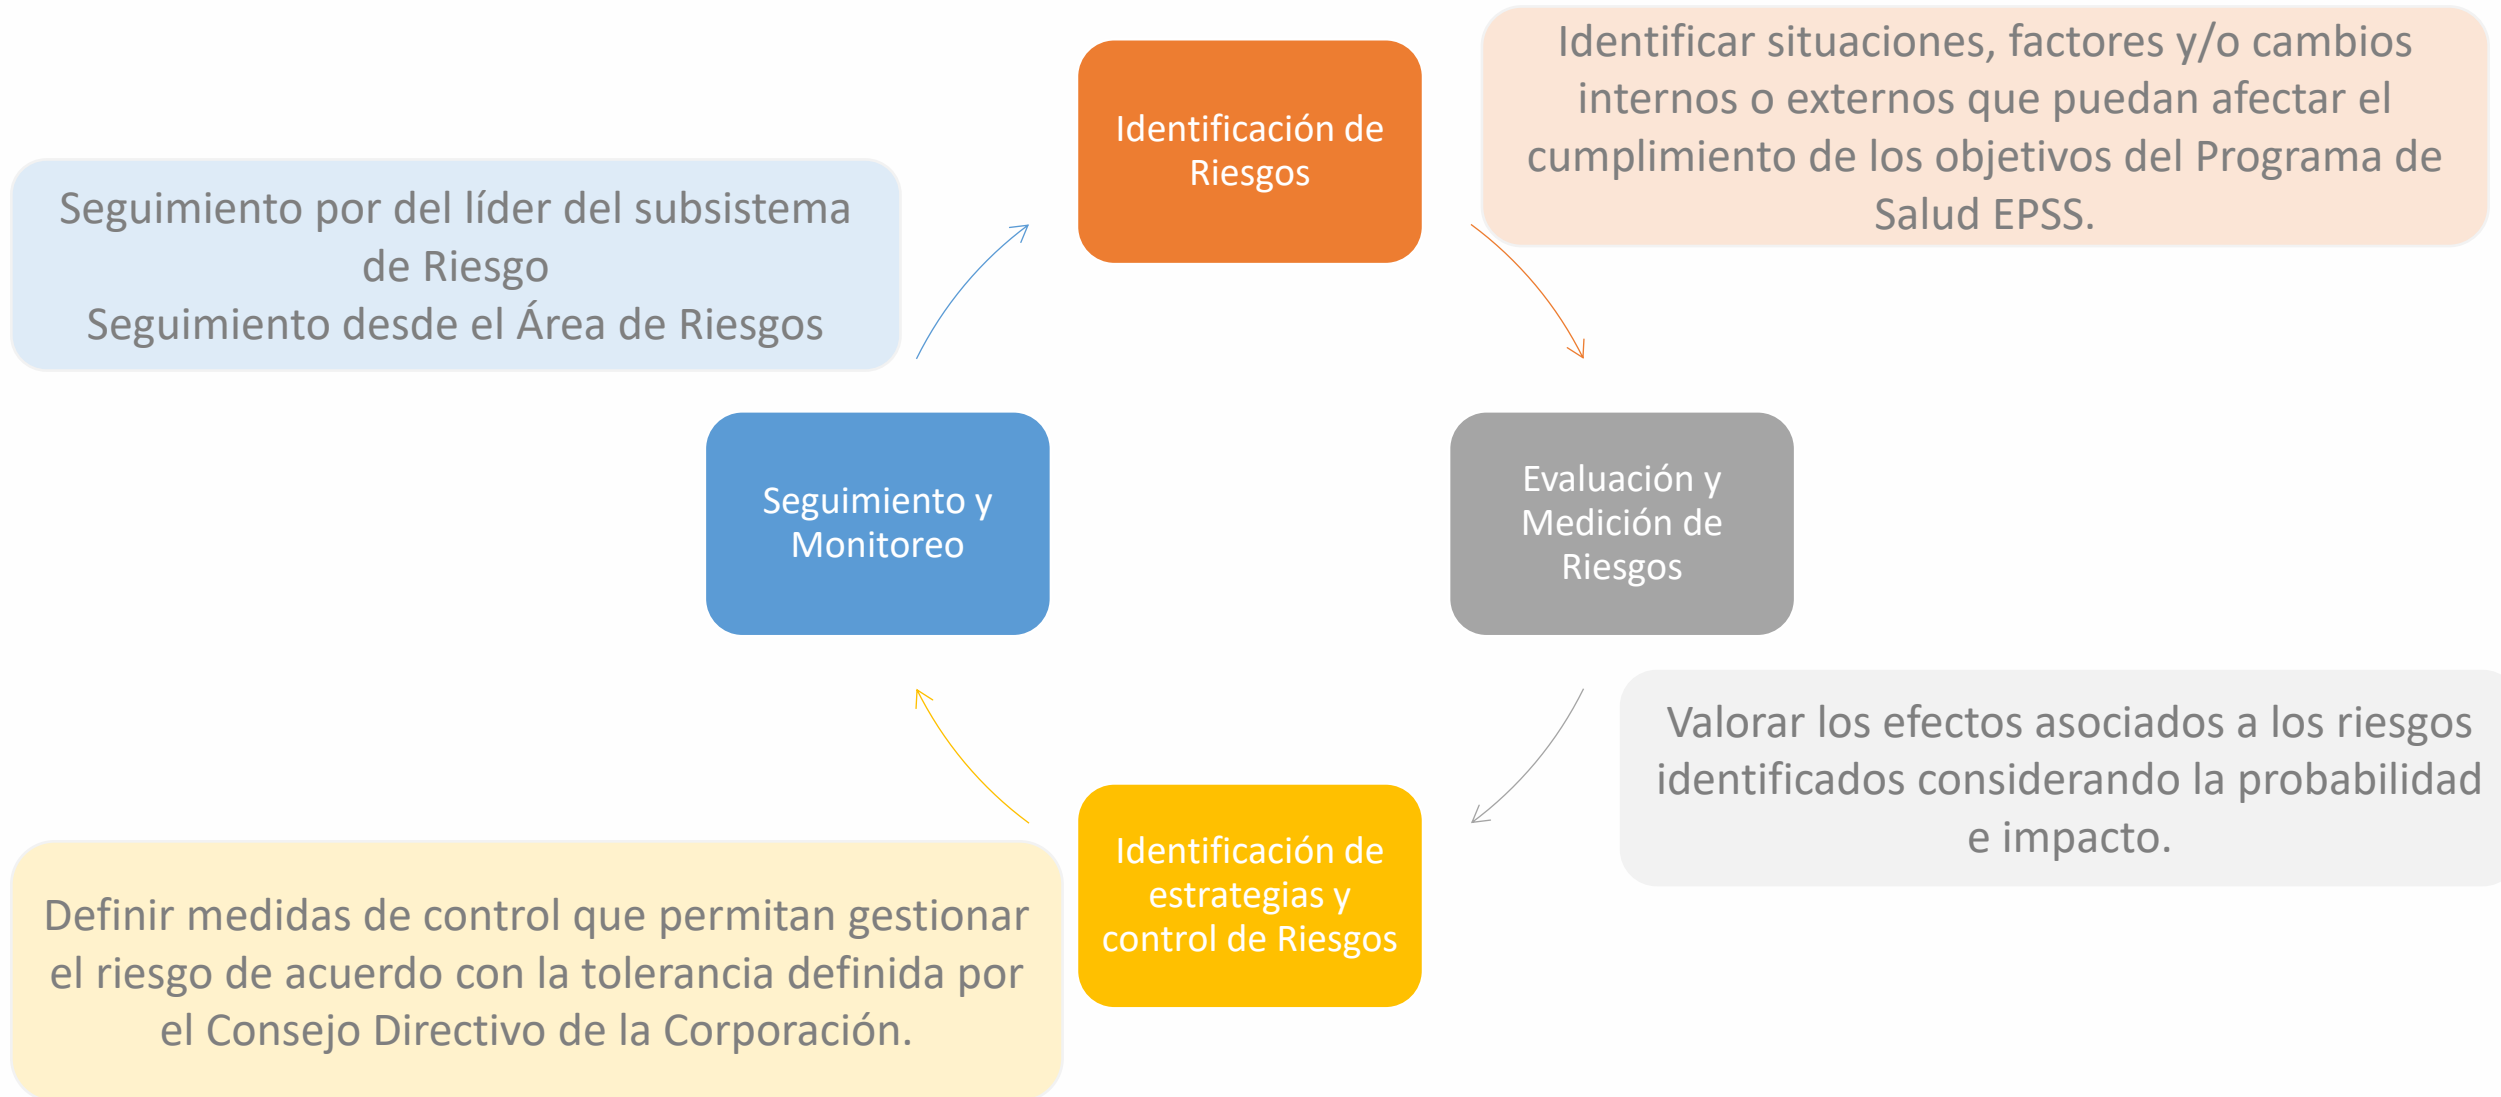 Identificación de
Riesgos
Identificar situaciones, factores y/o cambios
internos o externos que puedan afectar el
cumplimiento de los objetivos del Programa de
Salud EPSS.
Evaluación y
Medición de
Riesgos
Valorar los efectos asociados a los riesgos
identificados considerando la probabilidad
e impacto.
Identificación de
estrategias y
control de Riesgos
Definir medidas de control que permitan gestionar
el riesgo de acuerdo con la tolerancia definida por
el Consejo Directivo de la Corporación.
Seguimiento y
Monitoreo
Seguimiento por del líder del subsistema
de Riesgo
Seguimiento desde el Área de Riesgos